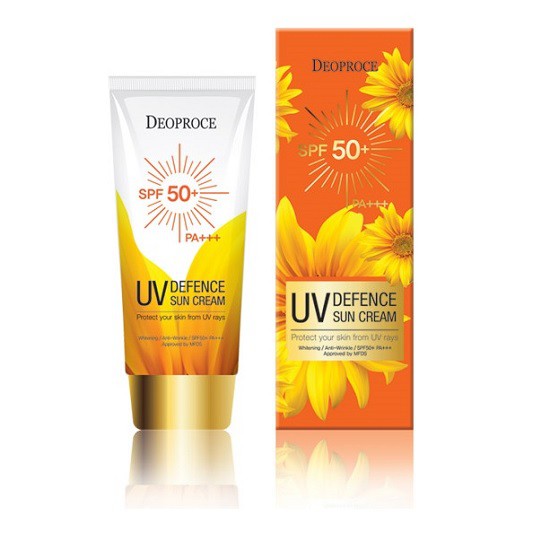 DEOPROCE
SPF 50+
PA+++
UV DEFENCE
SUN CREAM
Protect your skin from UV rays
Whitening / Anti-Wrinkle / SPF50+ PA+++
Approved by MFDS
DEOPROCE
SPF 50+
PA+++
UV DEFENCE
SUN CREAM
Protect your skin from UV rays
Whitening / Anti-Wrinkle / SPF50+ PA+++
Approved by MFDS